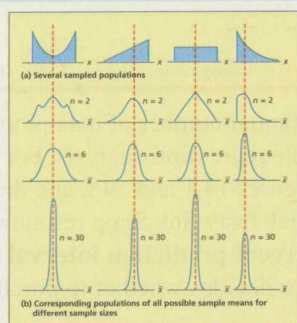 x x x x
(a) Several sampled populations
n = 2 n = 2 n = 2 n = 2
x̄ x̄ x̄ x̄
n = 6 n = 6 n = 6 n = 6
x̄ x̄ x̄ x̄
n = 30 n = 30 n = 30 n = 30
x̄ x̄ x̄ x̄
(b) Corresponding populations of all possible sample means for
different sample sizes